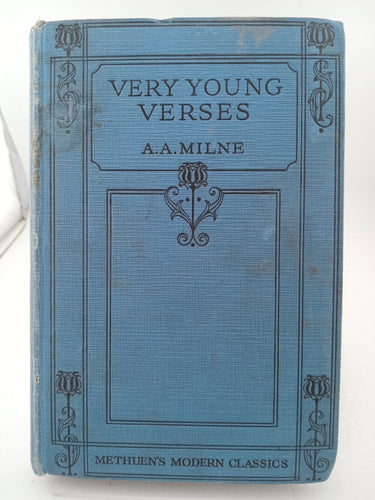 VERY YOUNG
VERSES
A.A.MILNE
METHUEN'S MODERN CLASSICS